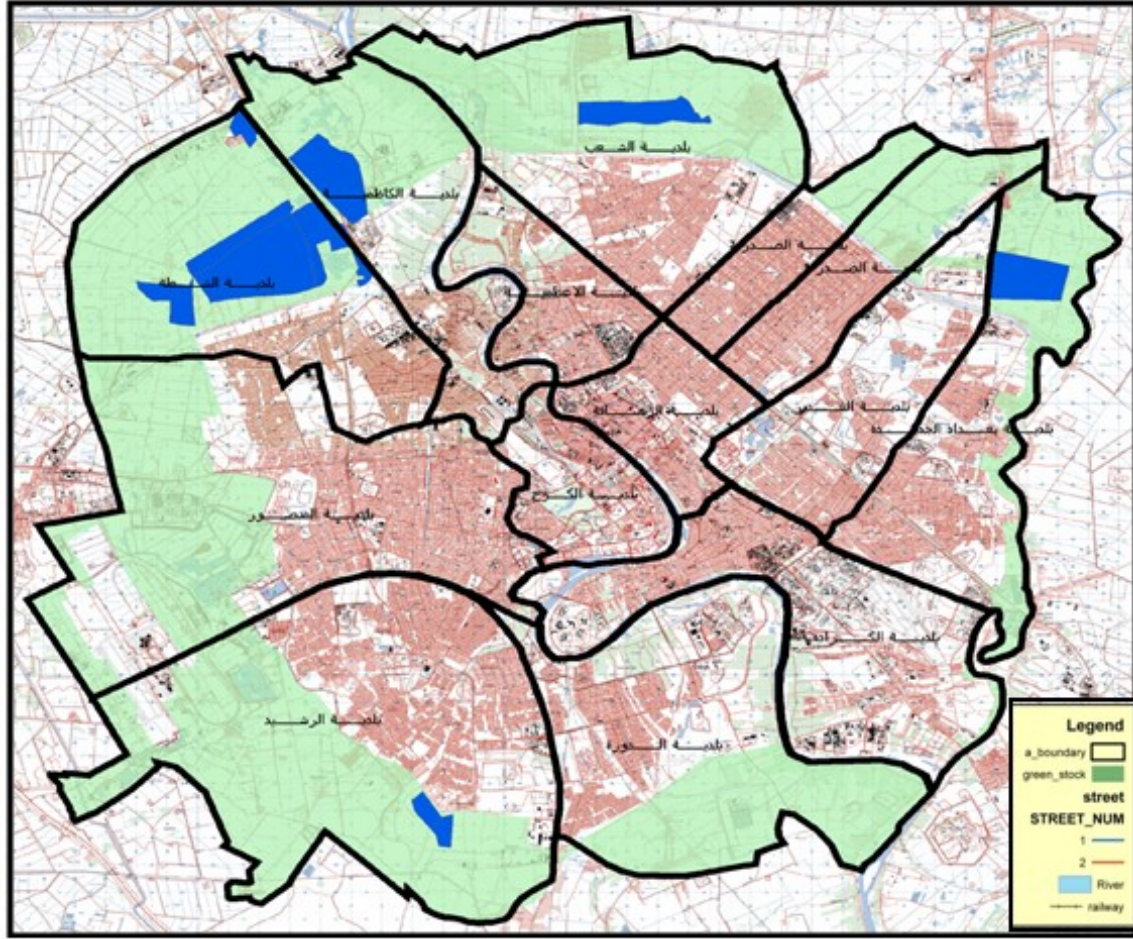 بلدية الشعب
بلدية الكاظمية
بلدية الصدر 2
بلدية الصدر
بلدية الشعلة
بلدية الاعظمية
بلدية الرصافة
بلدية الغدير
بلدية بغداد الجديدة
بلدية الكرخ
بلدية المنصور
بلدية الكرادة
بلدية الرشيد
بلدية الدورة
Legend
a_boundary
green_stock
street
STREET_NUM
1
2
River
railway